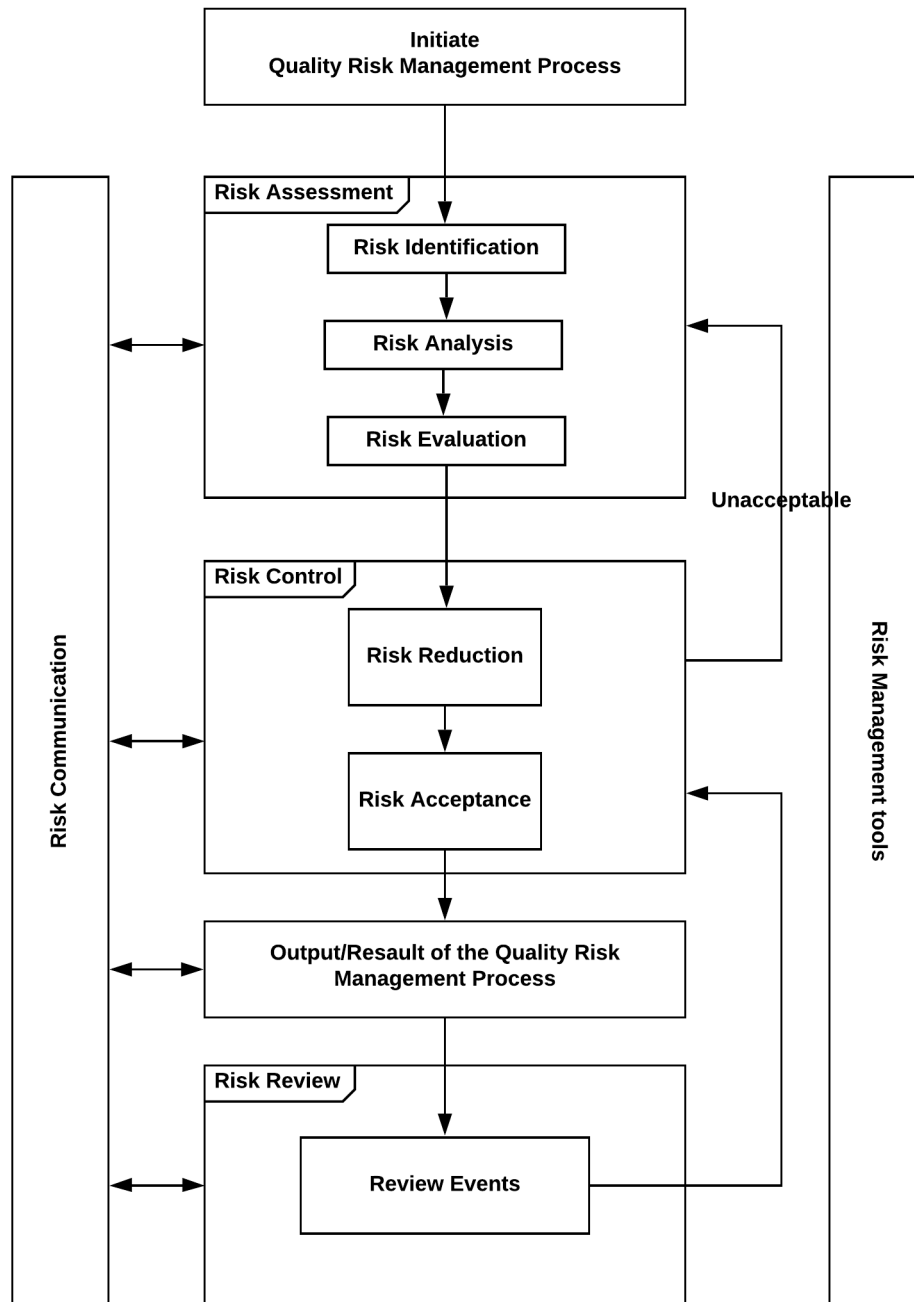 Initiate
Quality Risk Management Process
Risk Assessment
Risk Identification
Risk Analysis
Risk Evaluation
Unacceptable
Risk Control
Risk Reduction
Risk Acceptance
Risk Communication
Risk Management tools
Output/Resault of the Quality Risk
Management Process
Risk Review
Review Events